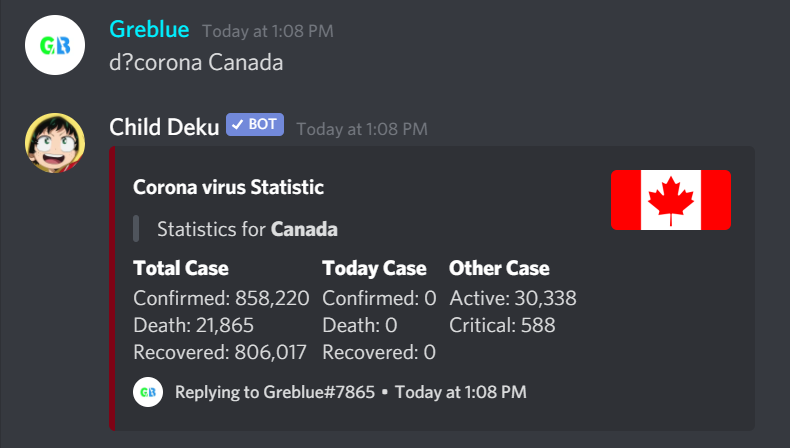 GB
Greblue Today at 1:08 PM
d?corona Canada
Child Deku ✓ BOT Today at 1:08 PM
Corona virus Statistic
Statistics for Canada
Total Case Today Case Other Case
Confirmed: 858,220 Confirmed: 0 Active: 30,338
Death: 21,865 Death: 0 Critical: 588
Recovered: 806,017 Recovered: 0
GB Replying to Greblue#7865 • Today at 1:08 PM